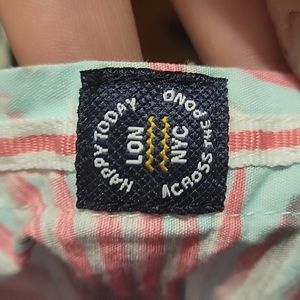 HAPPY TODAY
LON
NYC
ACROSS THE POND